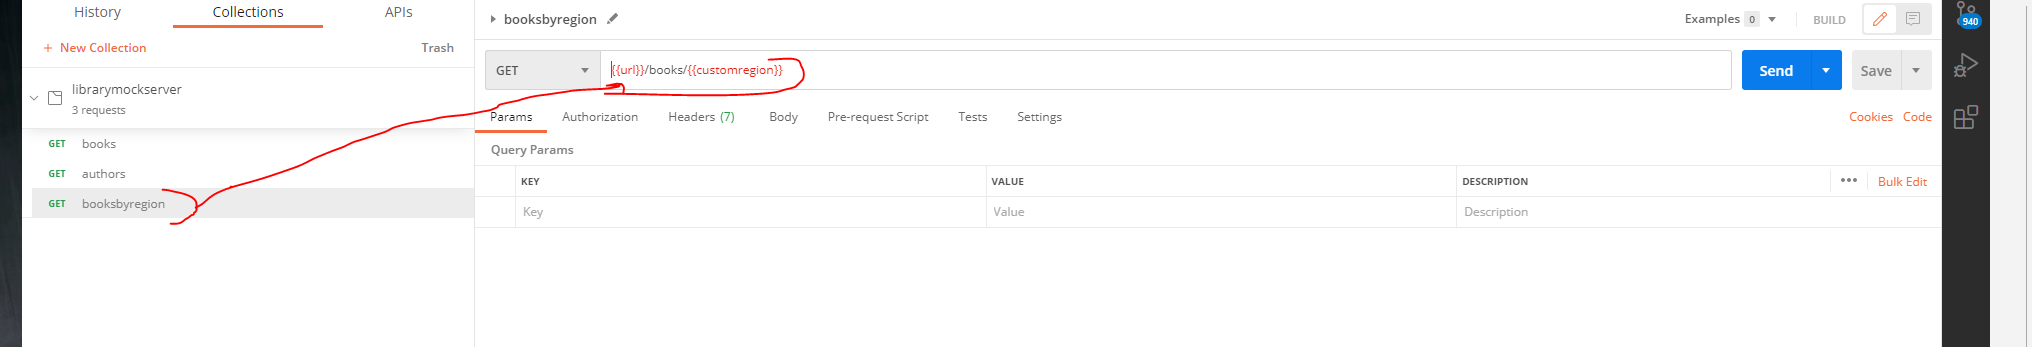 History Collections APIs
+ New Collection Trash
librarymockserver
3 requests
GET books
GET authors
GET booksbyregion
booksbyregion Examples 0 BUILD
GET {{url}}/books/{{customregion}} Send Save
Params Authorization Headers (7) Body Pre-request Script Tests Settings Cookies Code
Query Params
KEY VALUE DESCRIPTION ••• Bulk Edit
Key Value Description
940